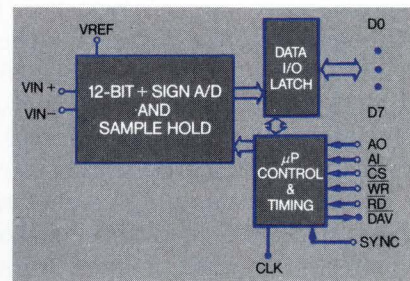 VREF
VIN +
VIN–
12-BIT + SIGN A/D
AND
SAMPLE HOLD
DATA
I/O
LATCH
D0
D7
μP
CONTROL
&
TIMING
AO
AI
CS
WR
RD
DAV
SYNC
CLK